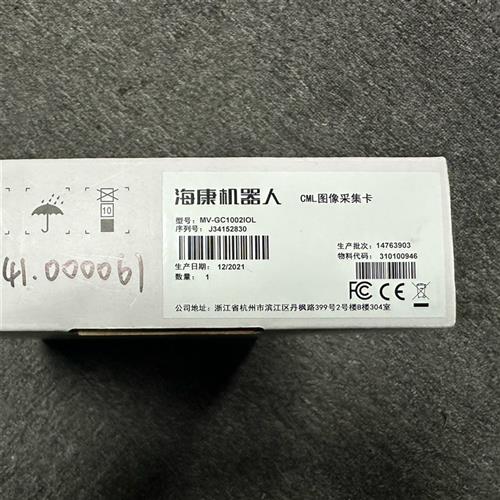 海康机器人 CML图像采集卡
型号: MV-GC1002IOL
序列号: J34152830
生产批次: 14763903
物料代码: 310100946
生产日期: 12/2021
数量: 1
FC CE
公司地址: 浙江省杭州市滨江区丹枫路399号2号楼B楼304室
10
190000.41